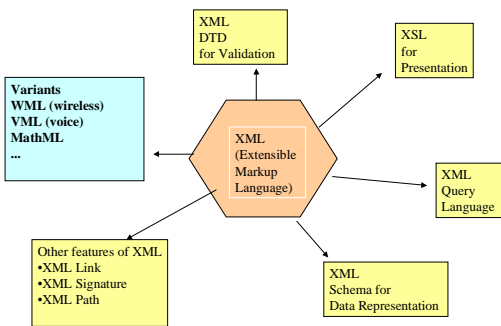 XML
DTD
for Validation
XSL
for
Presentation
Variants
WML (wireless)
VML (voice)
MathML
...
XML
(Extensible
Markup
Language)
XML
Query
Language
Other features of XML
•XML Link
•XML Signature
•XML Path
XML
Schema for
Data Representation